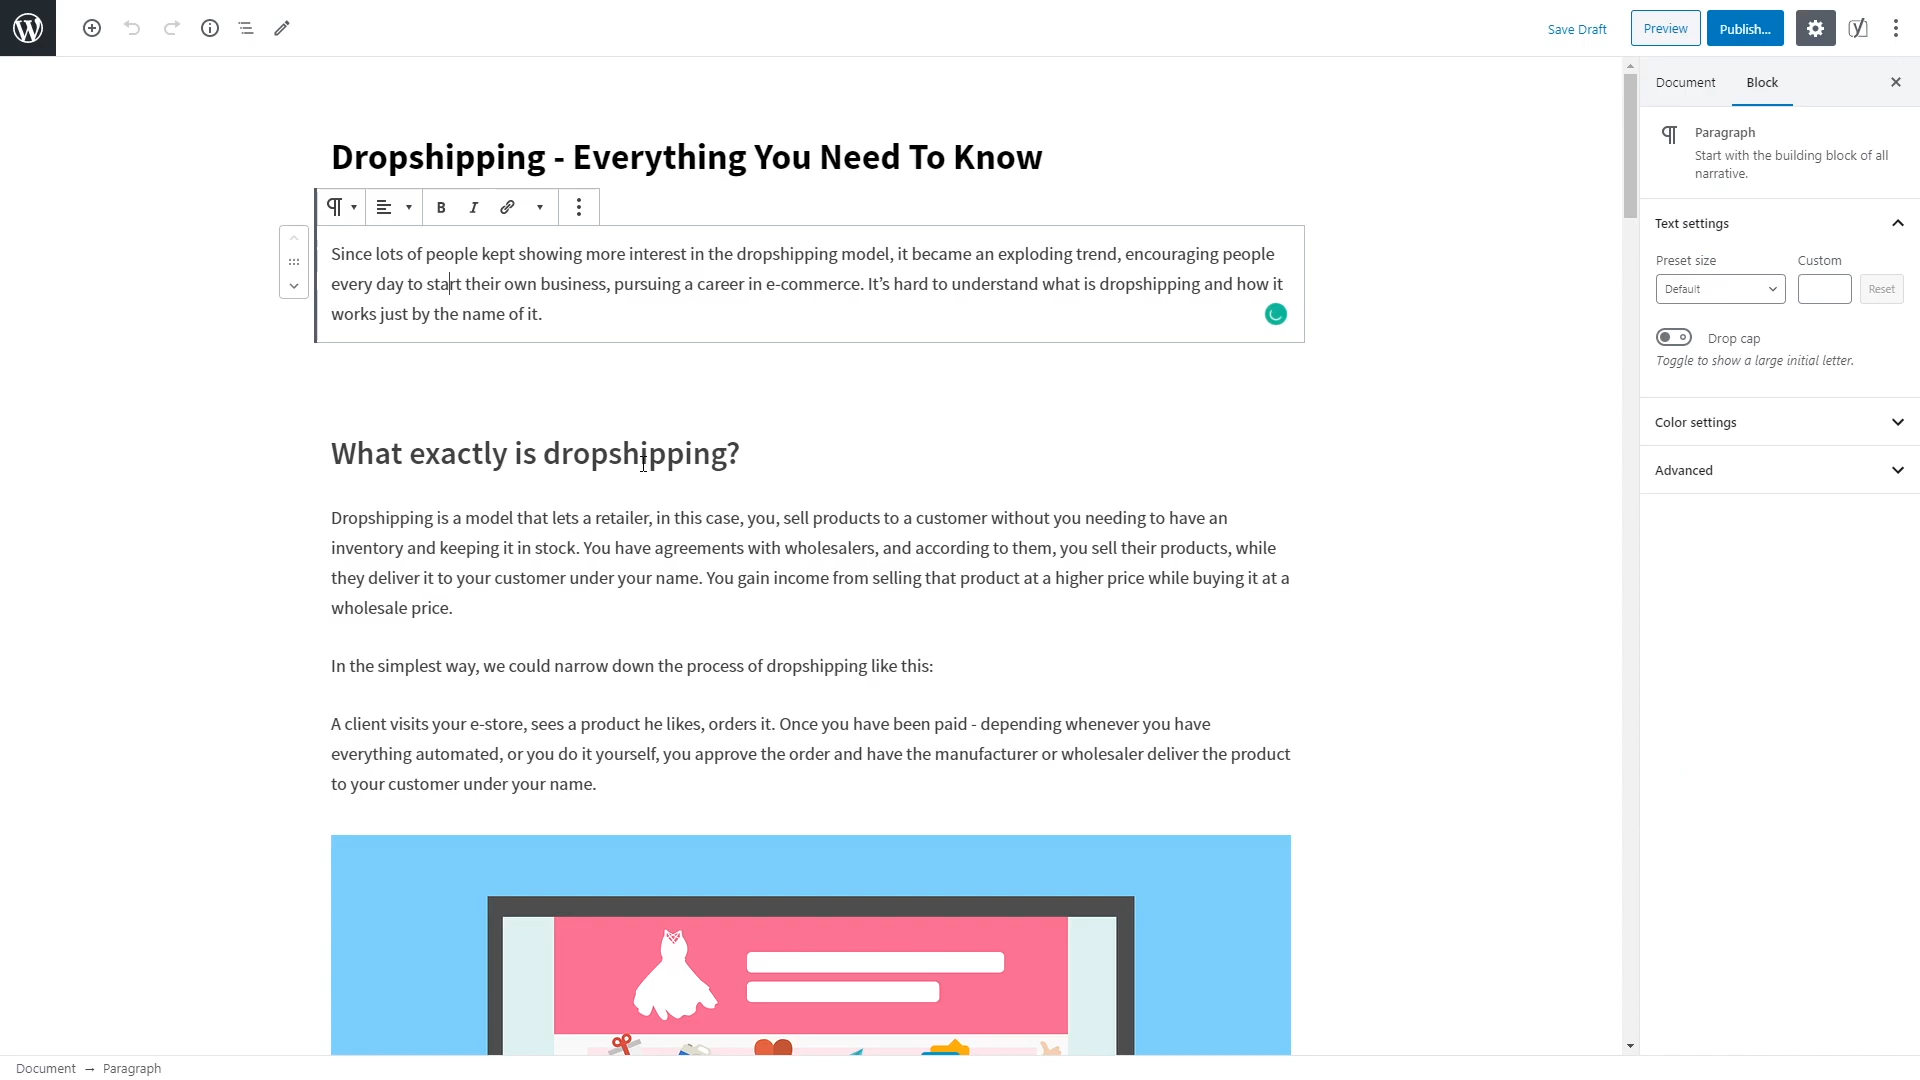 Save Draft
Preview
Publish...
Document
Block
Paragraph
Start with the building block of all
narrative.
Text settings
Preset size
Custom
Default
Reset
Drop cap
Toggle to show a large initial letter.
Color settings
Advanced
Dropshipping - Everything You Need To Know
B I
Since lots of people kept showing more interest in the dropshipping model, it became an exploding trend, encouraging people
every day to start their own business, pursuing a career in e-commerce. It’s hard to understand what is dropshipping and how it
works just by the name of it.
What exactly is dropshipping?
Dropshipping is a model that lets a retailer, in this case, you, sell products to a customer without you needing to have an
inventory and keeping it in stock. You have agreements with wholesalers, and according to them, you sell their products, while
they deliver it to your customer under your name. You gain income from selling that product at a higher price while buying it at a
wholesale price.
In the simplest way, we could narrow down the process of dropshipping like this:
A client visits your e-store, sees a product he likes, orders it. Once you have been paid - depending whenever you have
everything automated, or you do it yourself, you approve the order and have the manufacturer or wholesaler deliver the product
to your customer under your name.
Document → Paragraph